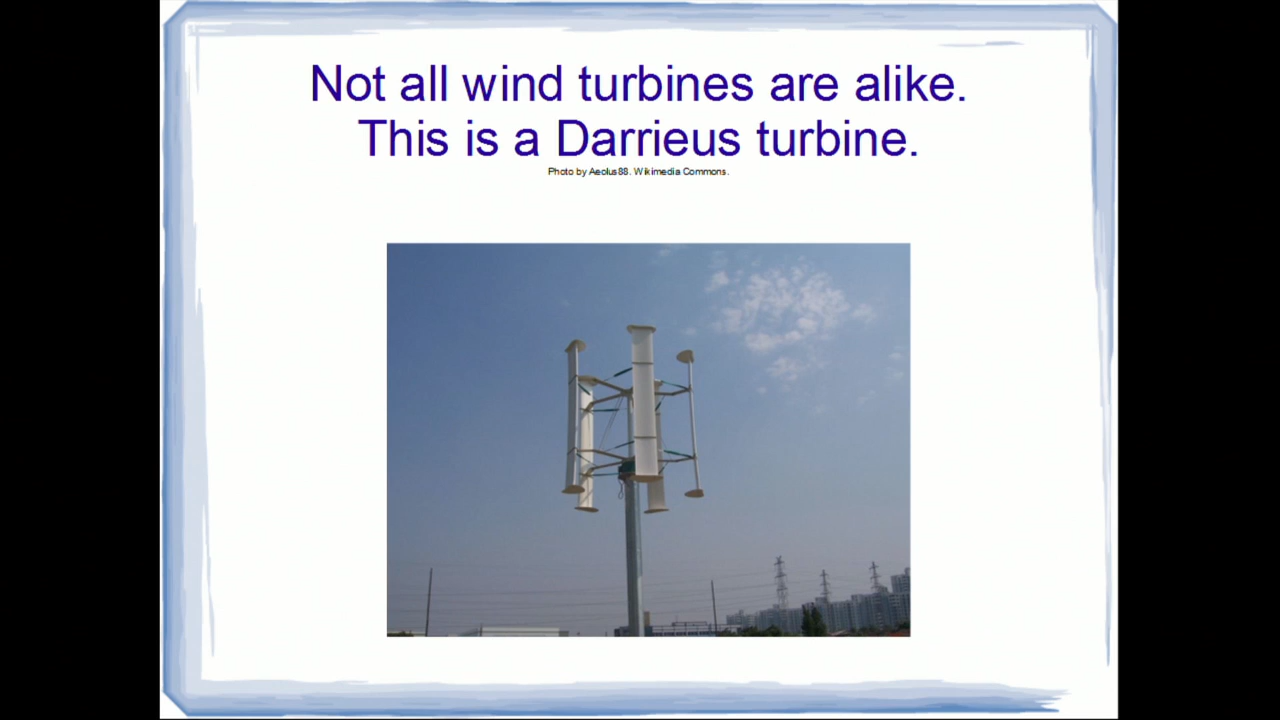 Not all wind turbines are alike.
This is a Darrieus turbine.
Photo by Aeolus88. Wikimedia Commons.